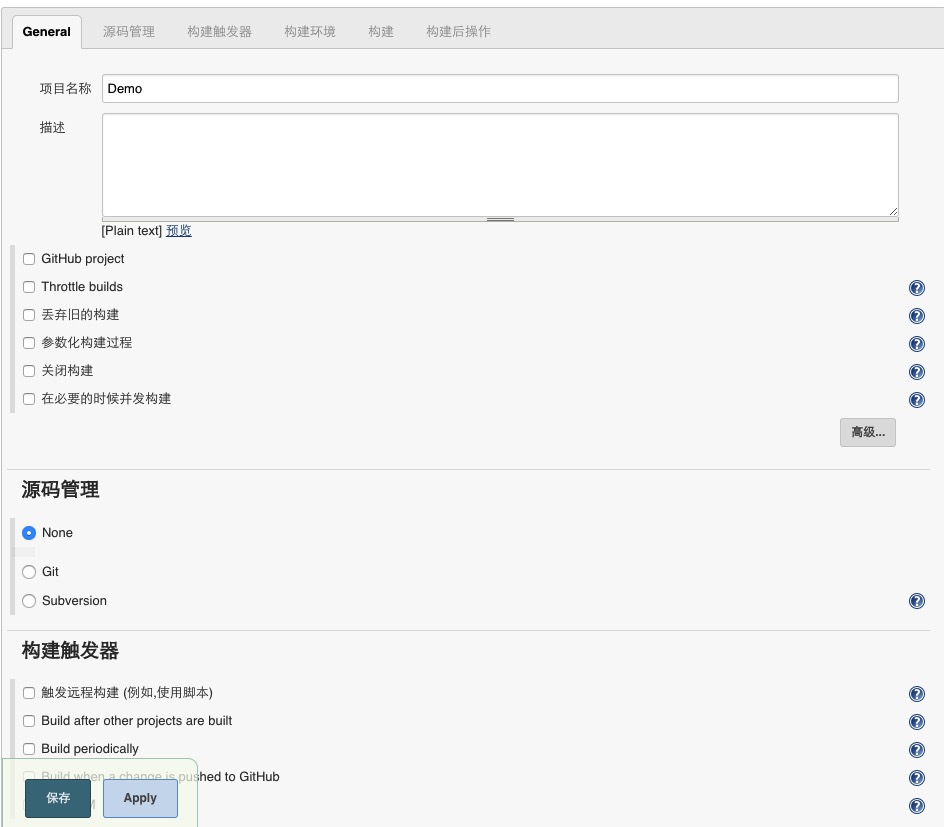 General 源码管理 构建触发器 构建环境 构建 构建后操作
项目名称 Demo
描述
[Plain text] 预览
GitHub project
Throttle builds
丢弃旧的构建
参数化构建过程
关闭构建
在必要的时候并发构建
高级...
源码管理
None
Git
Subversion
构建触发器
触发远程构建 (例如,使用脚本)
Build after other projects are built
Build periodically
Build when a change is pushed to GitHub
保存 Apply